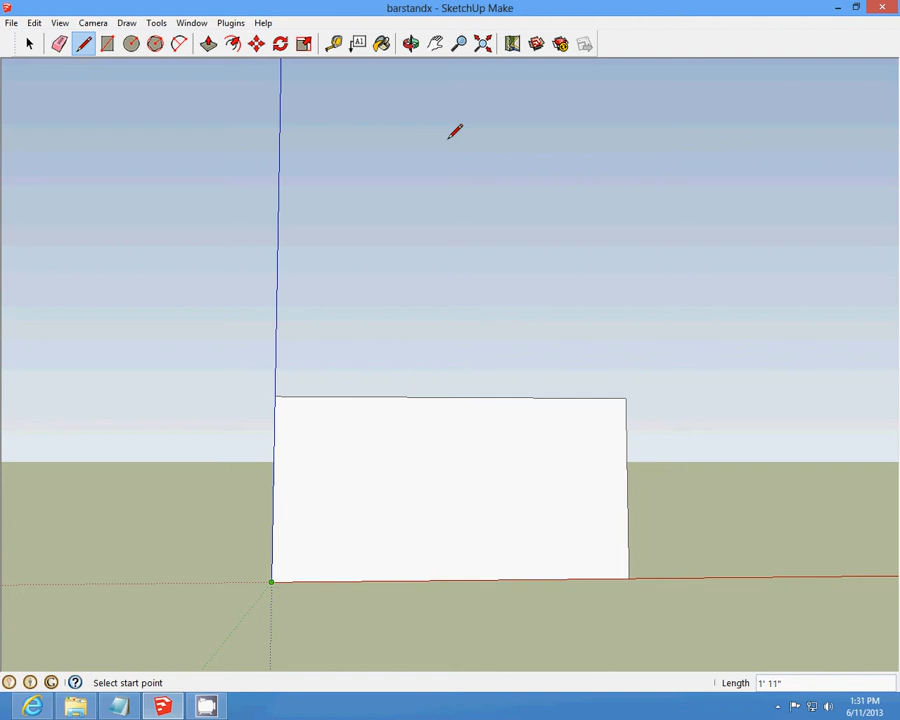 barstandx - SketchUp Make
File Edit View Camera Draw Tools Window Plugins Help
A1
Select start point
Length 1' 11"
1:31 PM
6/11/2013